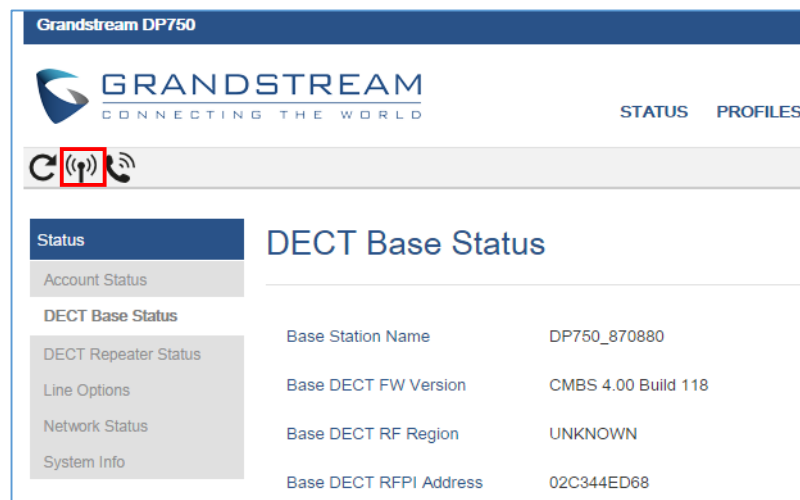 Grandstream DP750
GRANDSTREAM
CONNECTING THE WORLD
STATUS PROFILES
Status
DECT Base Status
Account Status
DECT Base Status
DECT Repeater Status
Line Options
Network Status
System Info
Base Station Name DP750_870880
Base DECT FW Version CMBS 4.00 Build 118
Base DECT RF Region UNKNOWN
Base DECT RFPI Address 02C344ED68